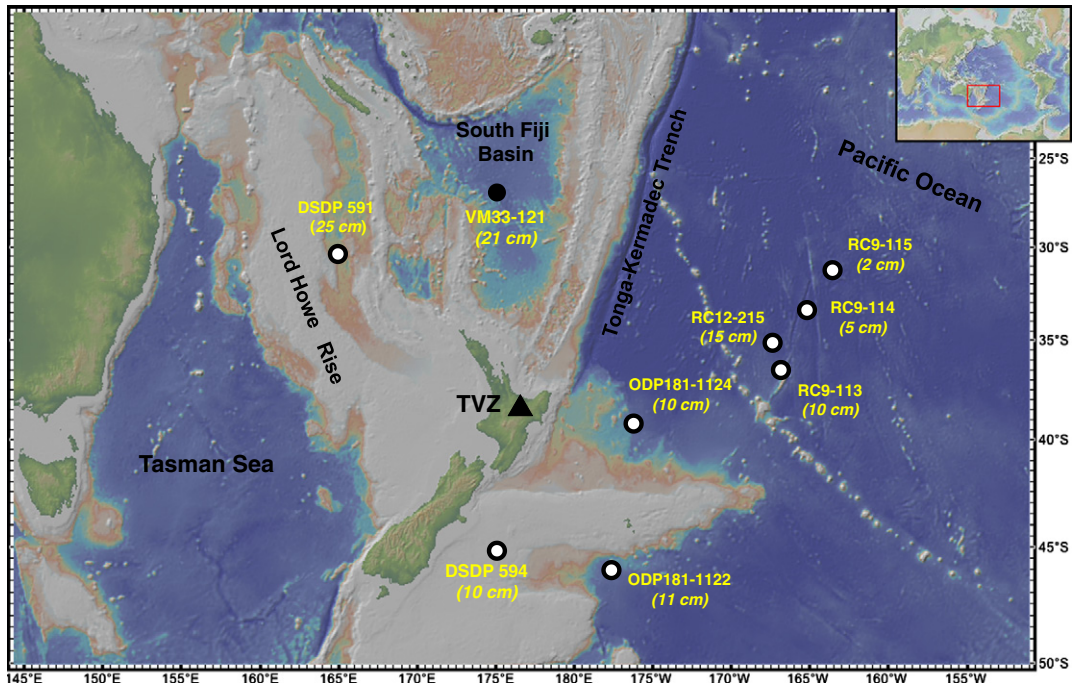 South Fiji
Basin
VM33-121
(21 cm)
DSDP 591
(25 cm)
Lord Howe Rise
Tonga-Kermadec Trench
Pacific Ocean
RC9-115
(2 cm)
RC9-114
(5 cm)
RC12-215
(15 cm)
RC9-113
(10 cm)
ODP181-1124
(10 cm)
TVZ
Tasman Sea
DSDP 594
(10 cm)
ODP181-1122
(11 cm)
25°S
30°S
35°S
40°S
45°S
50°S
145°E 150°E 155°E 160°E 165°E 170°E 175°E 180° 175°W 170°W 165°W 160°W 155°W